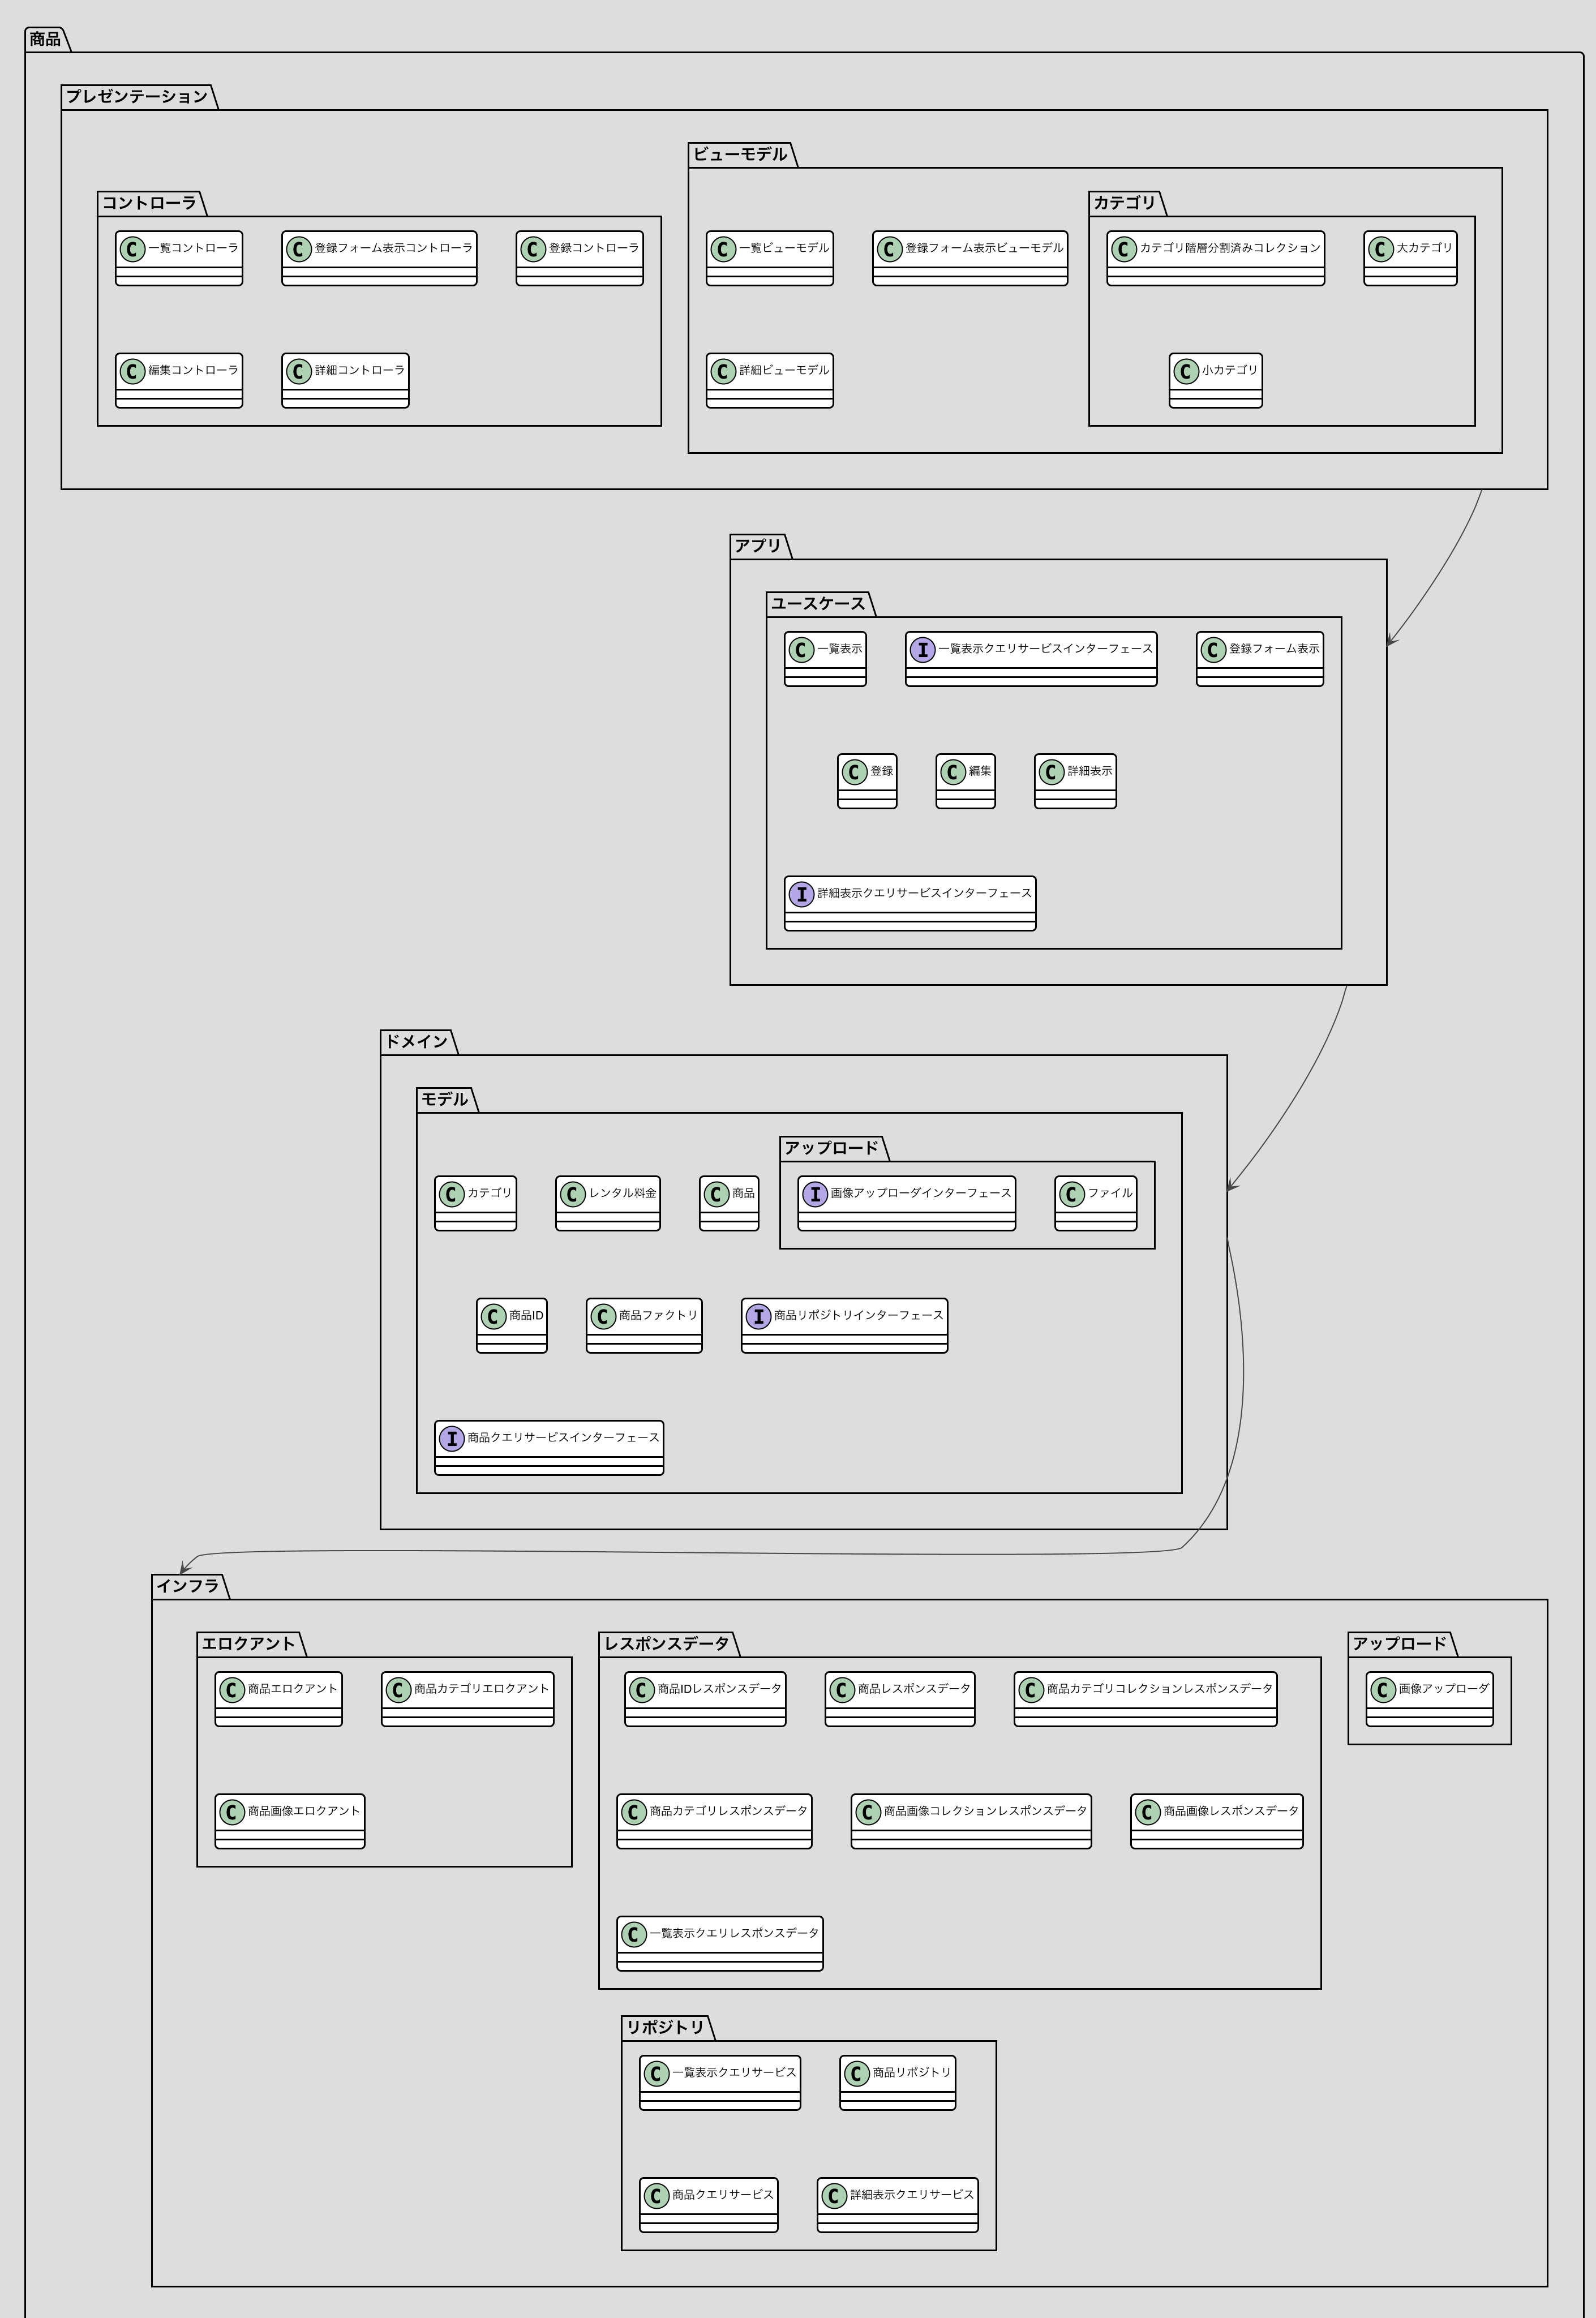 商品
プレゼンテーション
コントローラ
C 一覧コントローラ
C 登録フォーム表示コントローラ
C 登録コントローラ
C 編集コントローラ
C 詳細コントローラ
ビューモデル
C 一覧ビューモデル
C 登録フォーム表示ビューモデル
C 詳細ビューモデル
カテゴリ
C カテゴリ階層分割済みコレクション
C 大カテゴリ
C 小カテゴリ
アプリ
ユースケース
C 一覧表示
I 一覧表示クエリサービスインターフェース
C 登録フォーム表示
C 登録
C 編集
C 詳細表示
I 詳細表示クエリサービスインターフェース
ドメイン
モデル
C カテゴリ
C レンタル料金
C 商品
アップロード
I 画像アップローダインターフェース
C ファイル
C 商品ID
C 商品ファクトリ
I 商品リポジトリインターフェース
I 商品クエリサービスインターフェース
インフラ
エロクアント
C 商品エロクアント
C 商品カテゴリエロクアント
C 商品画像エロクアント
レスポンスデータ
C 商品IDレスポンスデータ
C 商品レスポンスデータ
C 商品カテゴリコレクションレスポンスデータ
C 商品カテゴリレスポンスデータ
C 商品画像コレクションレスポンスデータ
C 商品画像レスポンスデータ
C 一覧表示クエリレスポンスデータ
アップロード
C 画像アップローダ
リポジトリ
C 一覧表示クエリサービス
C 商品リポジトリ
C 商品クエリサービス
C 詳細表示クエリサービス